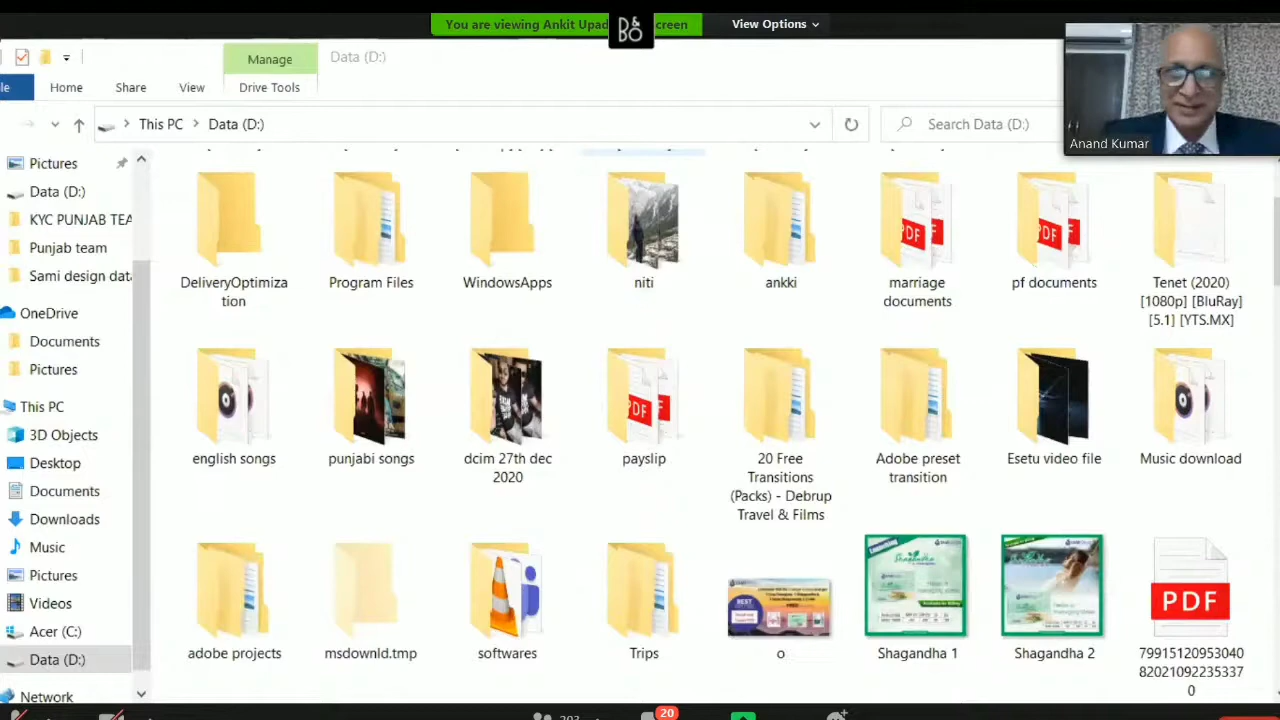 You are viewing Ankit Upad
creen
View Options
B&O
Manage
Data (D:)
Home
Share
View
Drive Tools
This PC
Data (D:)
Search Data (D:)
Anand Kumar
Pictures
Data (D:)
KYC PUNJAB TEA
Punjab team
Sami design data
OneDrive
Documents
Pictures
This PC
3D Objects
Desktop
Documents
Downloads
Music
Pictures
Videos
Acer (C:)
Data (D:)
Network
DeliveryOptimiza
tion
Program Files
WindowsApps
niti
ankki
marriage
documents
pf documents
Tenet (2020)
[1080p] [BluRay]
[5.1] [YTS.MX]
PDF
PDF
english songs
punjabi songs
dcim 27th dec
2020
payslip
20 Free
Transitions
(Packs) - Debrup
Travel & Films
Adobe preset
transition
Esetu video file
Music download
PDF
adobe projects
msdownld.tmp
softwares
Trips
o
Shagandha 1
Shagandha 2
PDF
79915120953040
82021092235337
0
20